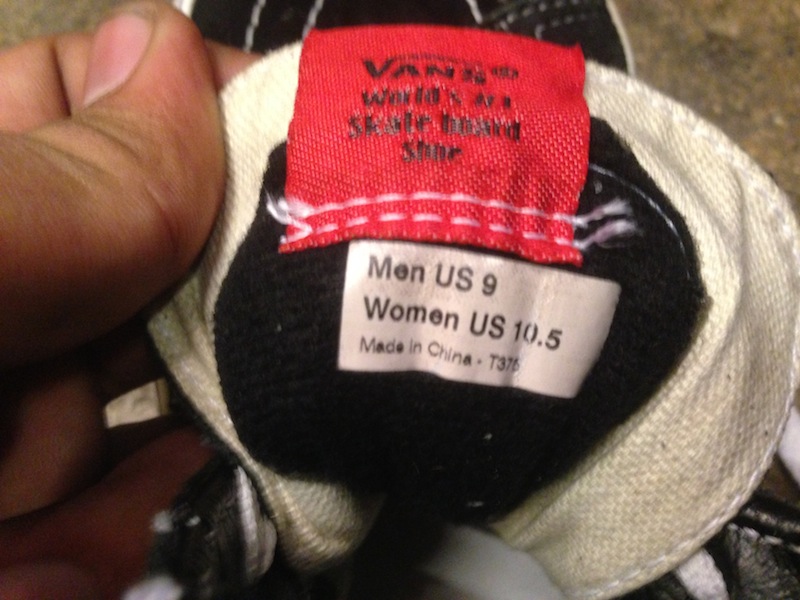 VANS ®
World's #1
Skate board
Shoe
Men US 9
Women US 10.5
Made in China - T375